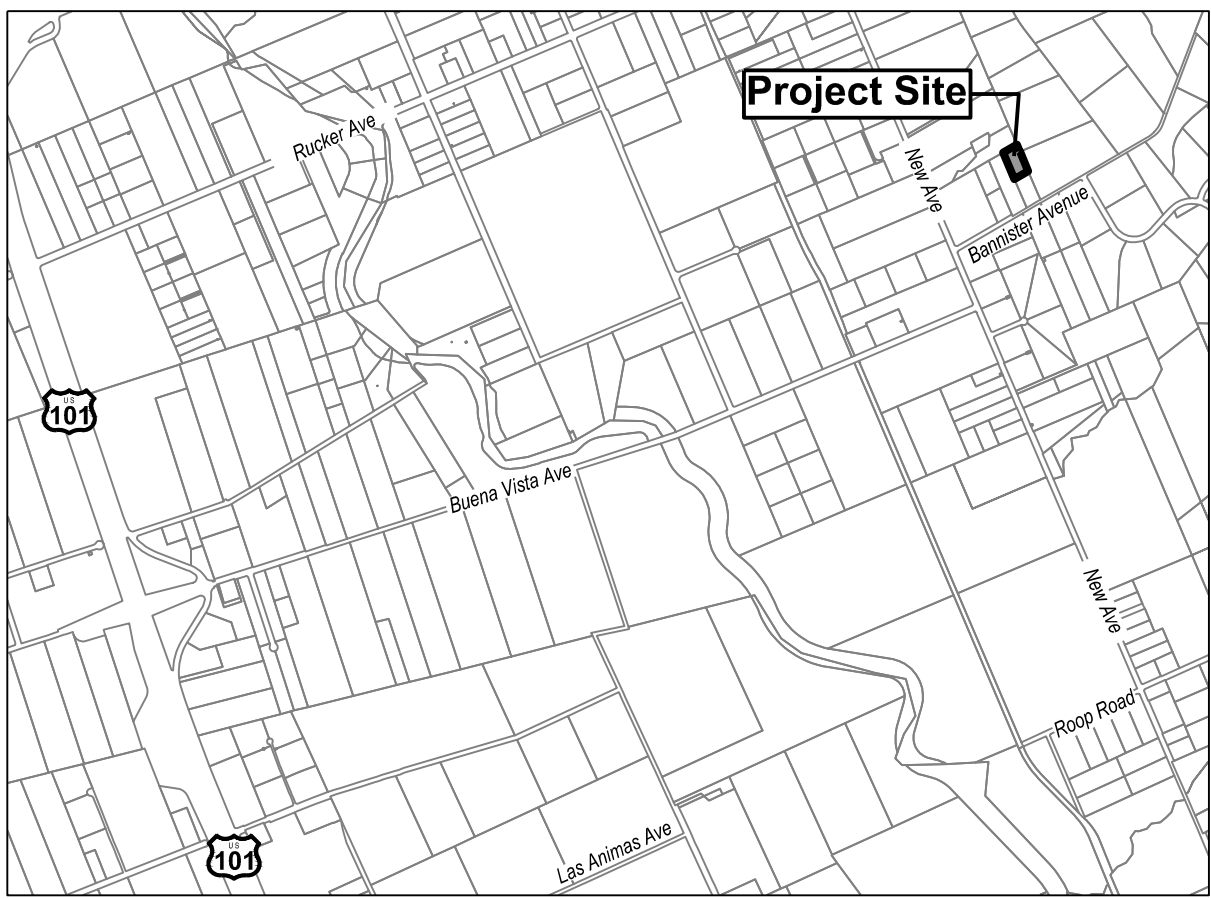 Project Site
Rucker Ave
New Ave
Bannister Avenue
US
101
Buena Vista Ave
New Ave
Roop Road
Las Animas Ave
US
101